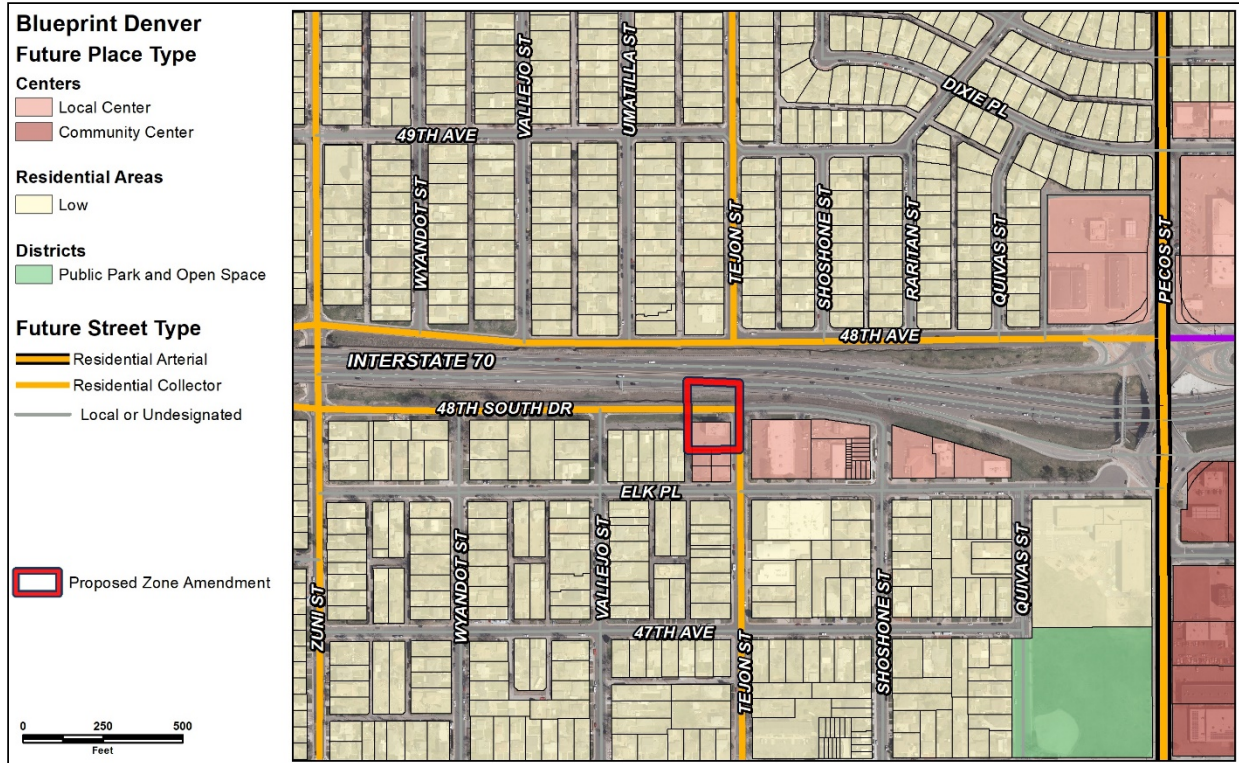 Blueprint Denver
Future Place Type
Centers
Local Center
Community Center
Residential Areas
Low
Districts
Public Park and Open Space
Future Street Type
Residential Arterial
Residential Collector
Local or Undesignated
Proposed Zone Amendment
0 250 500
Feet
VALLEJO ST
UMATILLA ST
DIXIE PL
49TH AVE
WYANDOT ST
TEJON ST
SHOSHONE ST
RARITAN ST
QUIVAS ST
PECOS ST
48TH AVE
INTERSTATE 70
48TH SOUTH DR
ELK PL
ZUNI ST
WYANDOT ST
VALLEJO ST
47TH AVE
TEJON ST
SHOSHONE ST
QUIVAS ST